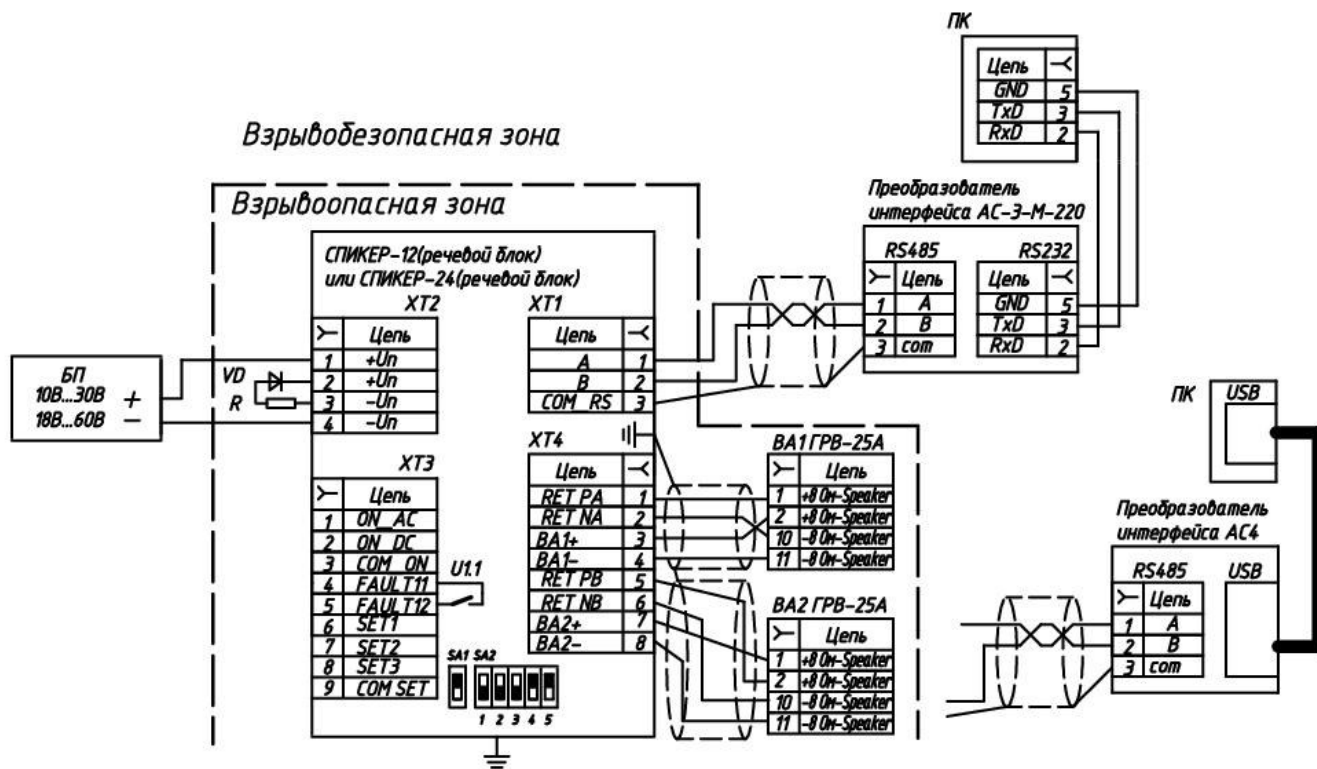 ПК
Цепь
GND 5
TxD 3
RxD 2
Взрывобезопасная зона
Взрывоопасная зона
Преобразователь
интерфейса АС-3-М-220
RS485 RS232
Цепь Цепь
1 A GND 5
2 B TxD 3
3 com RxD 2
СПИКЕР-12(речевой блок)
или СПИКЕР-24(речевой блок)
XT2 XT1
Цепь Цепь
1 +Uп A 1
2 +Uп B 2
3 -Uп COM RS 3
4 -Uп
БП
10В...30В +
18В...60В -
VD
R
XT3
Цепь
1 ON_AC
2 ON_DC
3 COM ON
4 FAULT11
5 FAULT12
6 SET1
7 SET2
8 SET3
9 COM SET
U1.1
SA1 SA2
1 2 3 4 5
XT4
Цепь
RET PA 1
RET NA 2
BA1+ 3
BA1- 4
RET PB 5
RET NB 6
BA2+ 7
BA2- 8
BA1 ГРВ-25А
Цепь
1 +8 Ом-Speaker
2 +8 Ом-Speaker
10 -8 Ом-Speaker
11 -8 Ом-Speaker
BA2 ГРВ-25А
Цепь
1 +8 Ом-Speaker
2 +8 Ом-Speaker
10 -8 Ом-Speaker
11 -8 Ом-Speaker
ПК USB
Преобразователь
интерфейса АС4
RS485 USB
Цепь
1 A
2 B
3 com